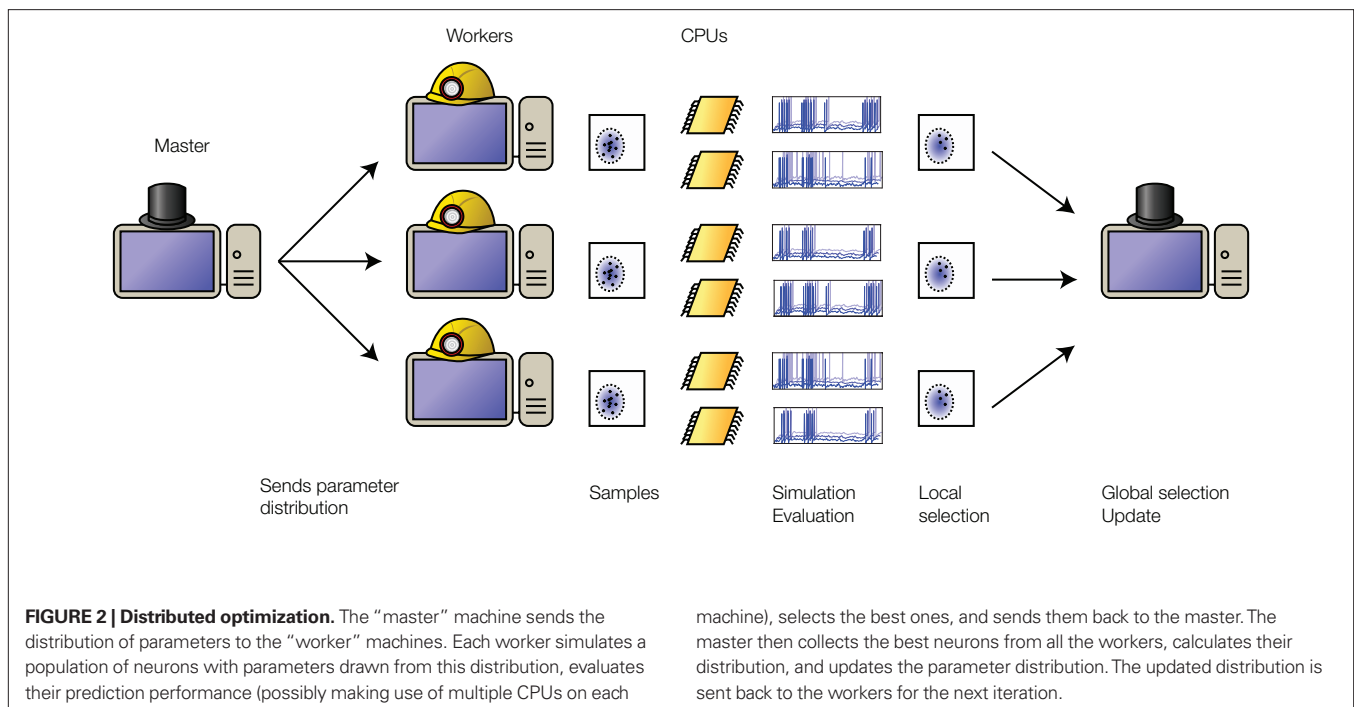 Workers
CPUs
Master
Sends parameter
distribution
Samples
Simulation
Evaluation
Local
selection
Global selection
Update
FIGURE 2 | Distributed optimization. The “master” machine sends the
distribution of parameters to the “worker” machines. Each worker simulates a
population of neurons with parameters drawn from this distribution, evaluates
their prediction performance (possibly making use of multiple CPUs on each
machine), selects the best ones, and sends them back to the master. The
master then collects the best neurons from all the workers, calculates their
distribution, and updates the parameter distribution. The updated distribution is
sent back to the workers for the next iteration.